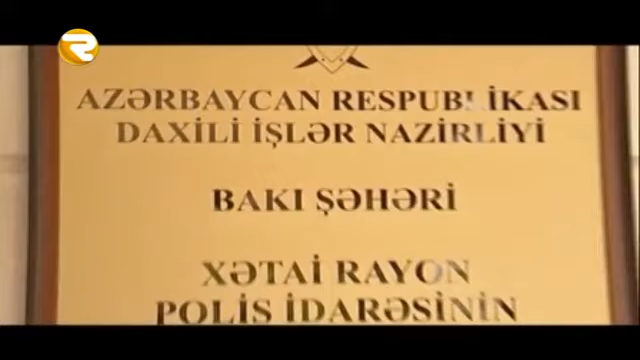 AZƏRBAYCAN RESPUBLİKASI
DAXİLİ İŞLƏR NAZİRLİYİ
BAKI ŞƏHƏRİ
XƏTAİ RAYON
POLİS İDARƏSİNİN